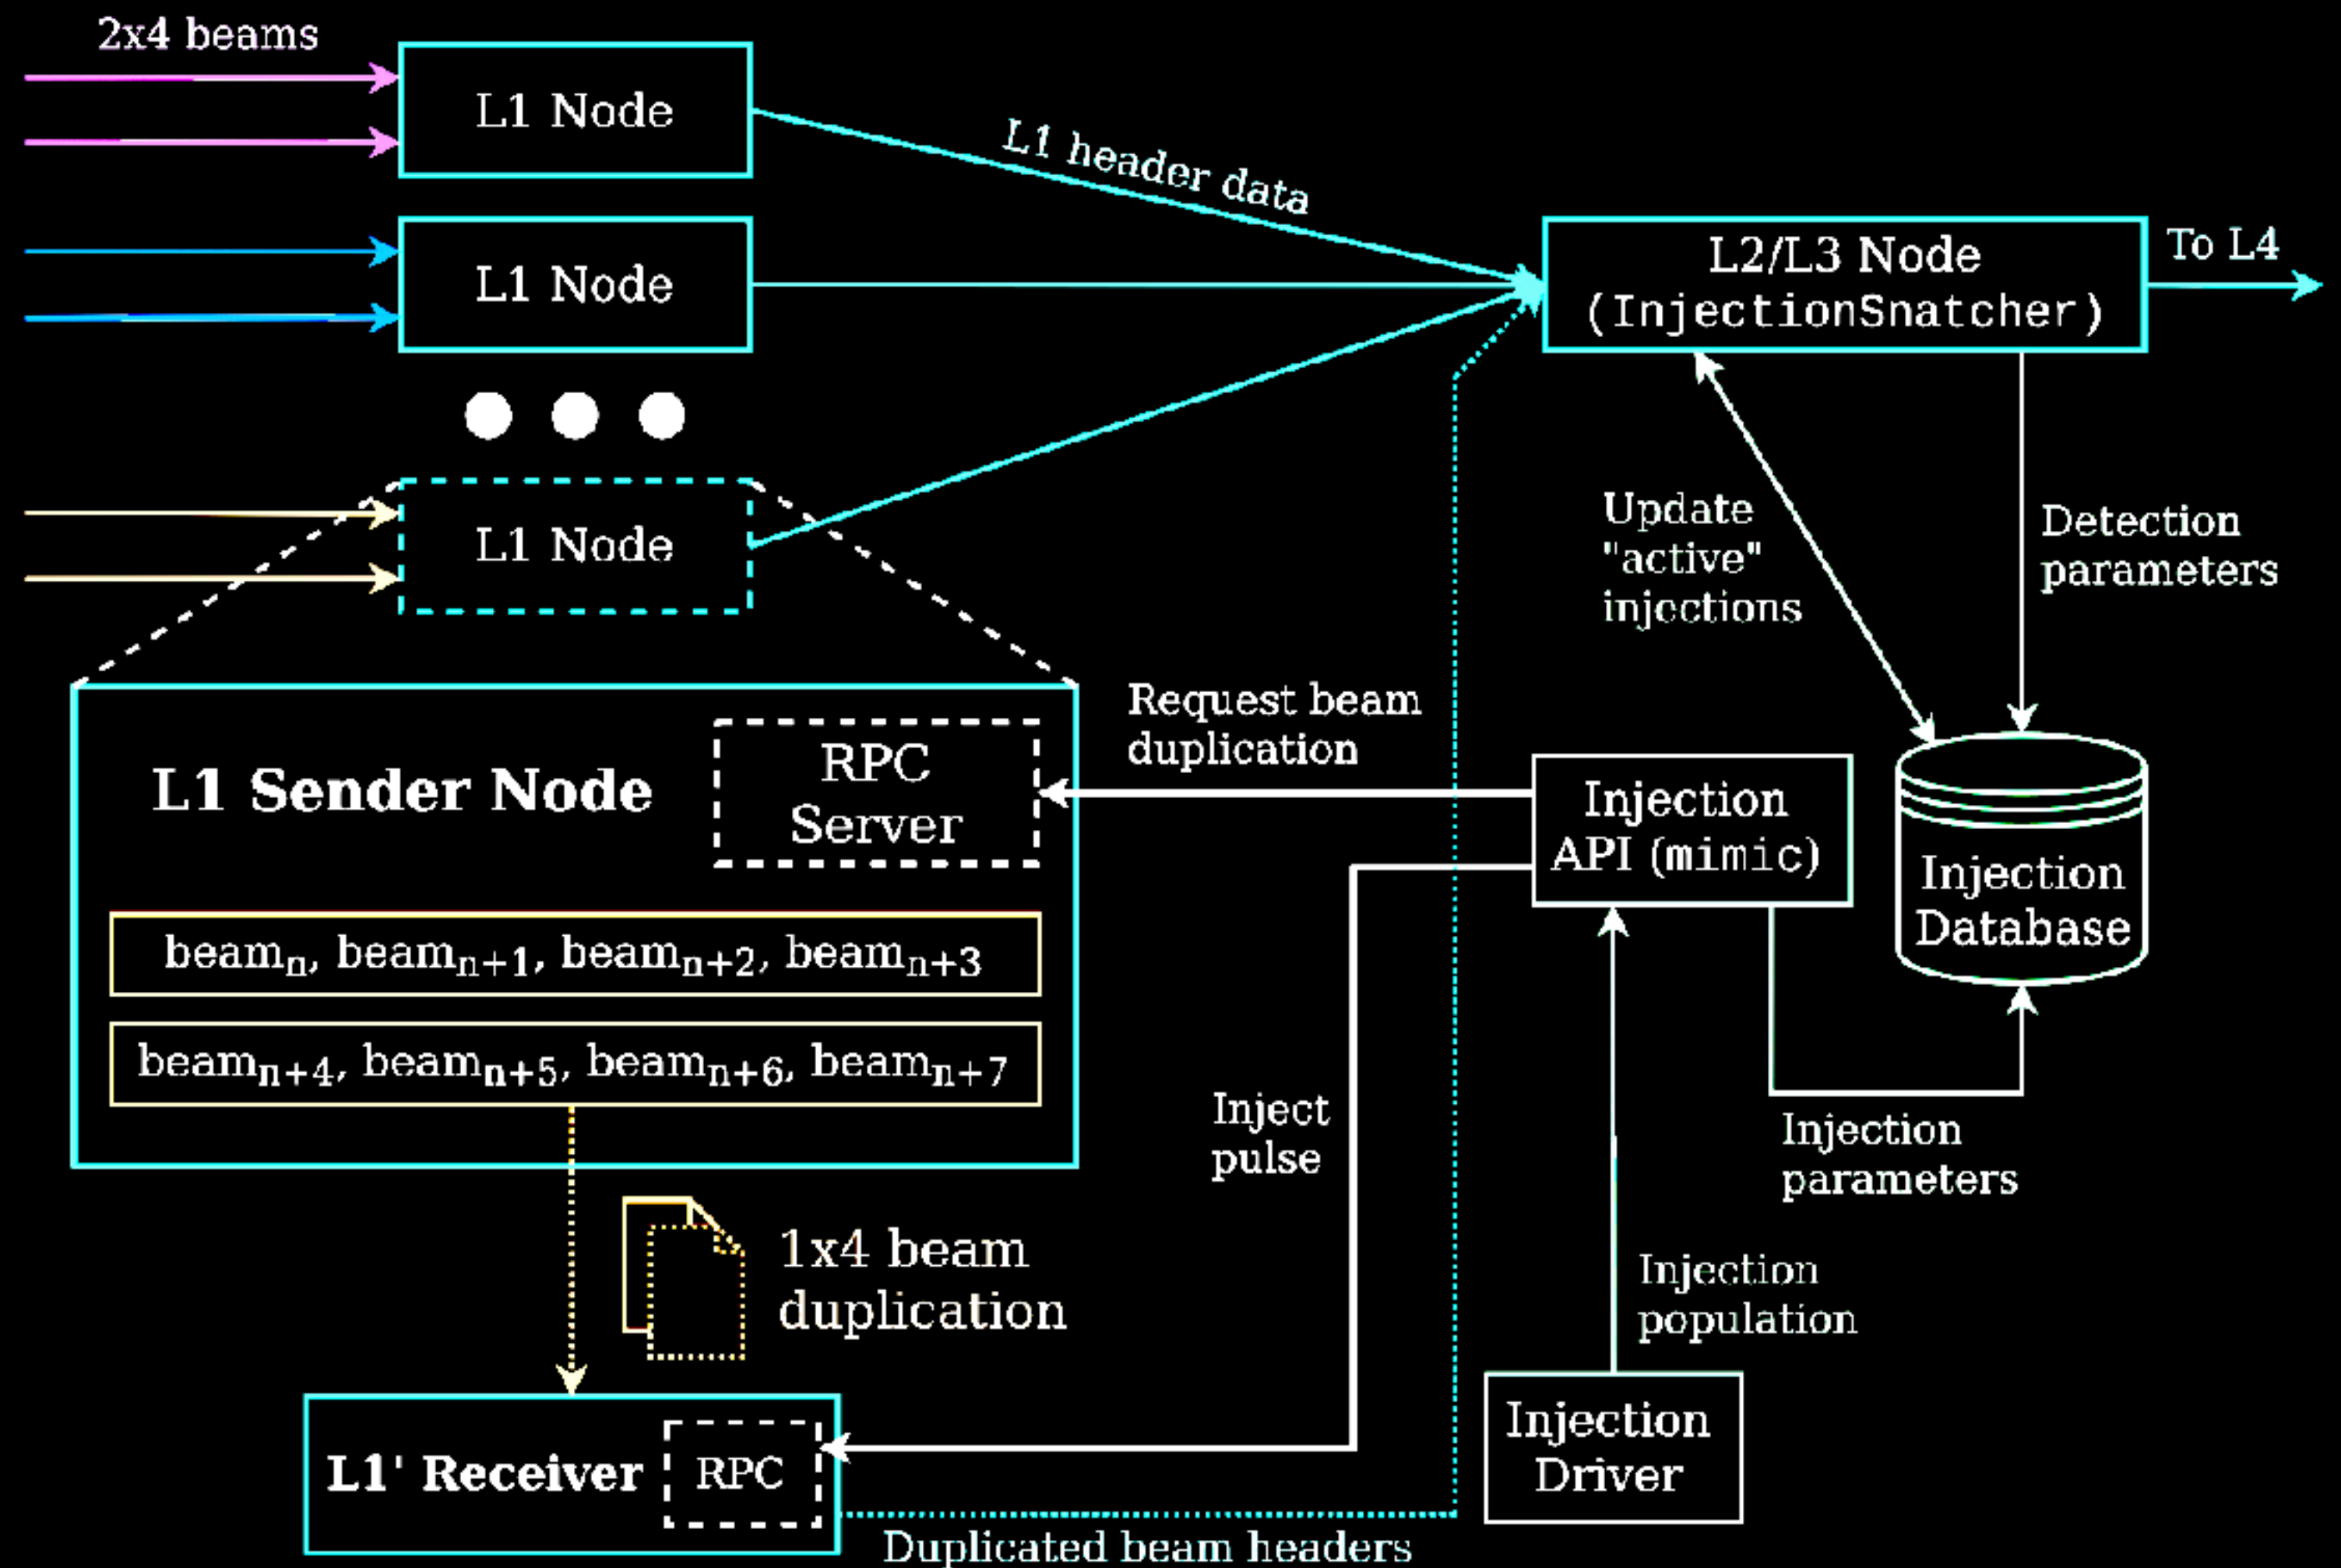 2x4 beams
L1 Node
L1 header data
L1 Node
L2/L3 Node
(InjectionSnatcher)
To L4
L1 Node
Update
"active"
injections
Detection
parameters
L1 Sender Node
RPC
Server
Request beam
duplication
Injection
API (mimic)
Injection
Database
beamn, beamn+1, beamn+2, beamn+3
beamn+4, beamn+5, beamn+6, beamn+7
Inject
pulse
Injection
parameters
1x4 beam
duplication
Injection
population
L1' Receiver
RPC
Injection
Driver
Duplicated beam headers